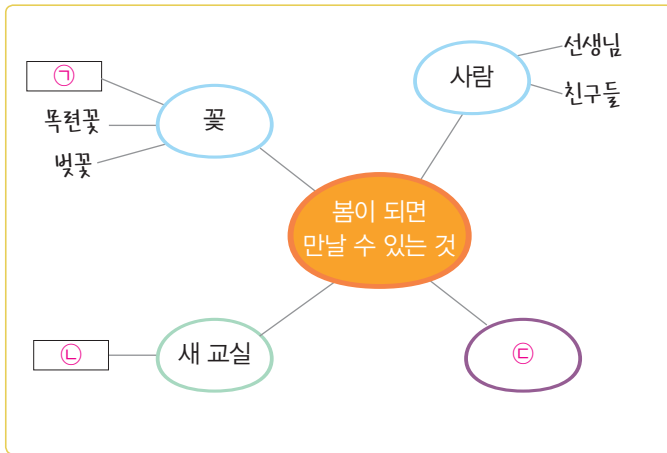 선생님
사람
친구들
㉠
꽃
목련꽃
벚꽃
봄이 되면
만날 수 있는 것
㉡
새 교실
㉢